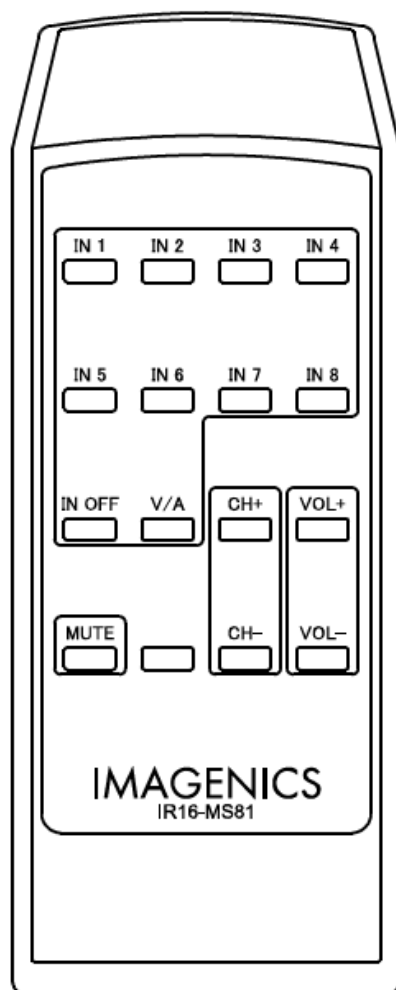 IN 1 IN 2 IN 3 IN 4
IN 5 IN 6 IN 7 IN 8
IN OFF V/A CH+ VOL+
MUTE CH− VOL−
IMAGENICS
IR16-MS81